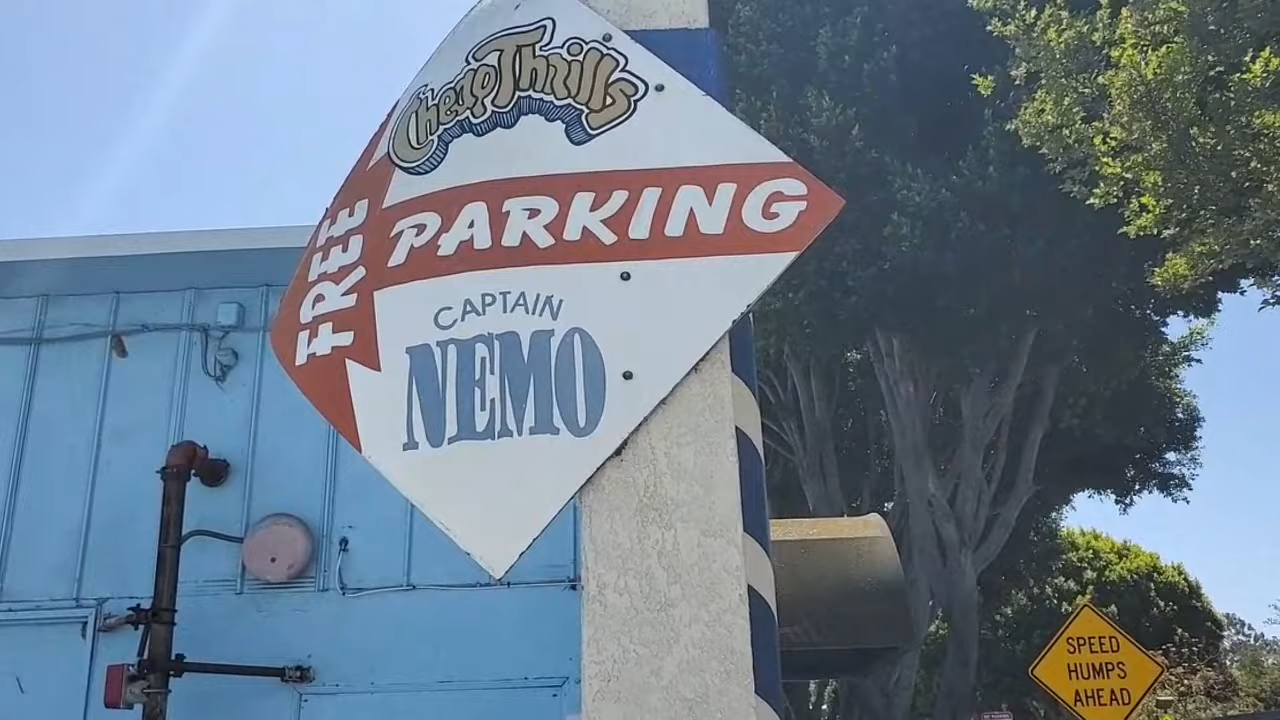 Cheap Thrills
FREE
PARKING
CAPTAIN
NEMO
SPEED
HUMPS
AHEAD